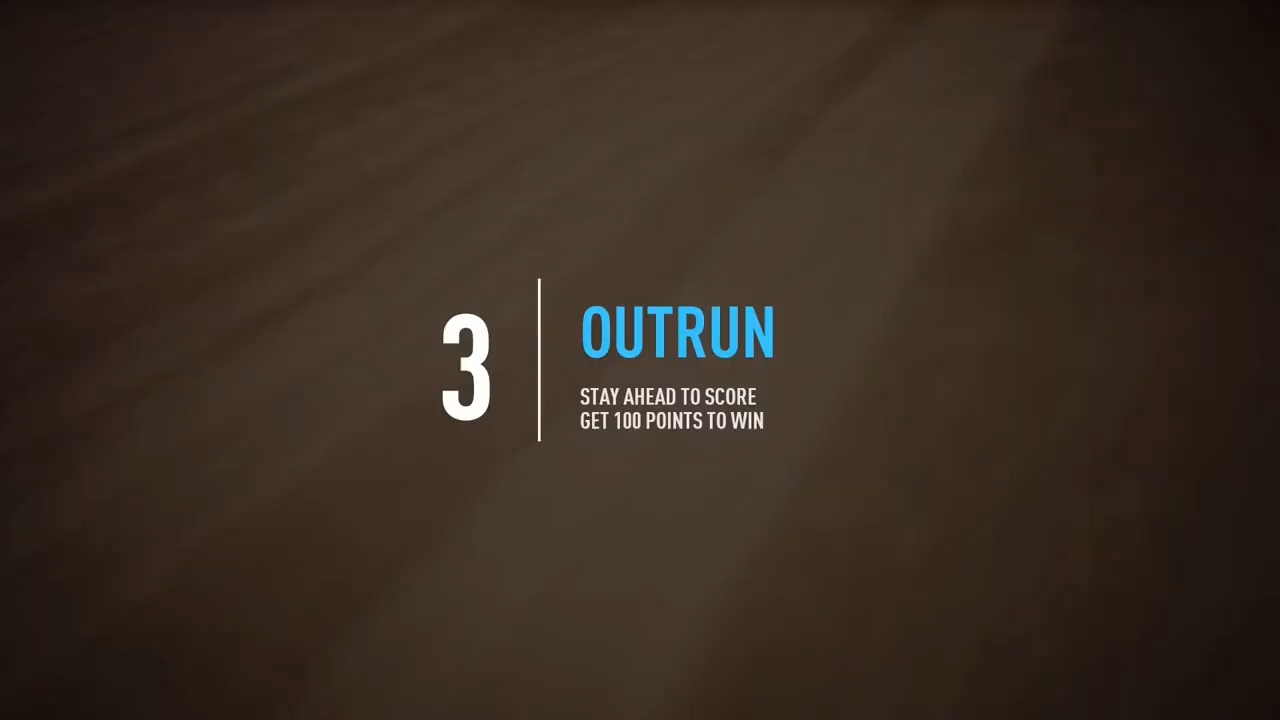 3
OUTRUN
STAY AHEAD TO SCORE
GET 100 POINTS TO WIN